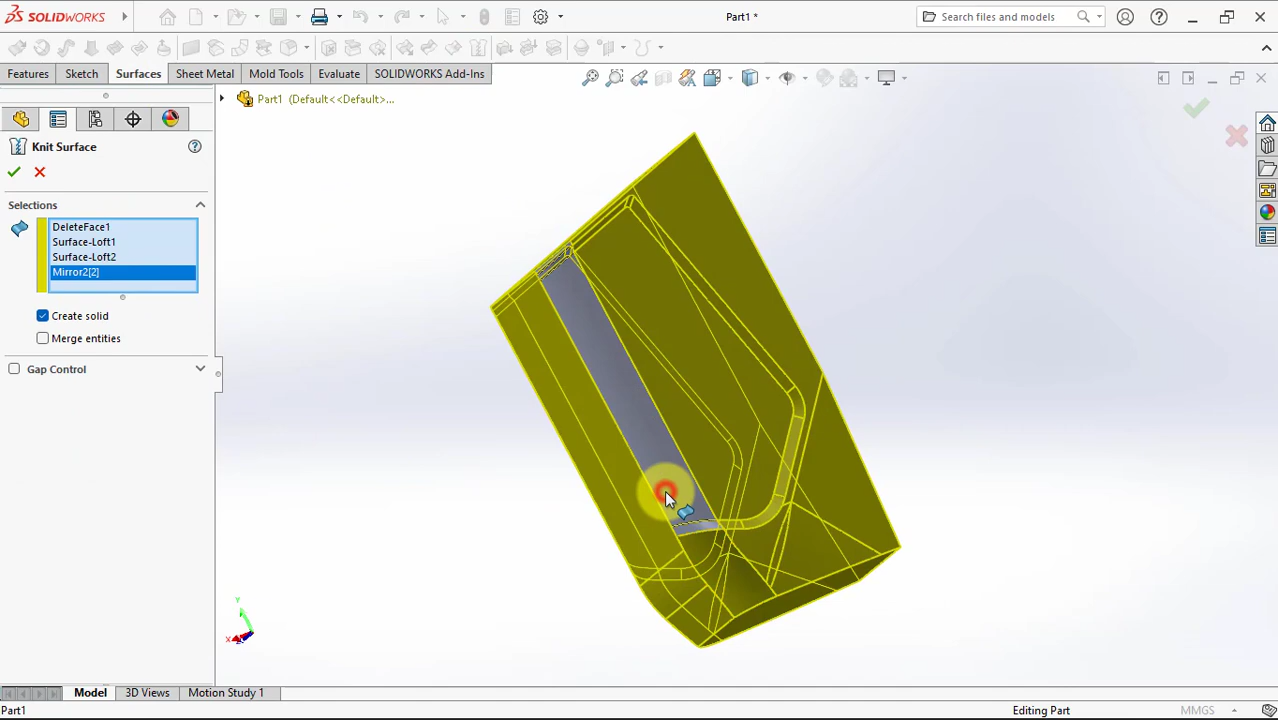 SOLIDWORKS
Part1 *
Search files and models
Features
Sketch
Surfaces
Sheet Metal
Mold Tools
Evaluate
SOLIDWORKS Add-Ins
Part1 (Default<<Default>...
Knit Surface
Selections
DeleteFace1
Surface-Loft1
Surface-Loft2
Mirror2[2]
Create solid
Merge entities
Gap Control
Y
X
Model
3D Views
Motion Study 1
Part1
Editing Part
MMGS